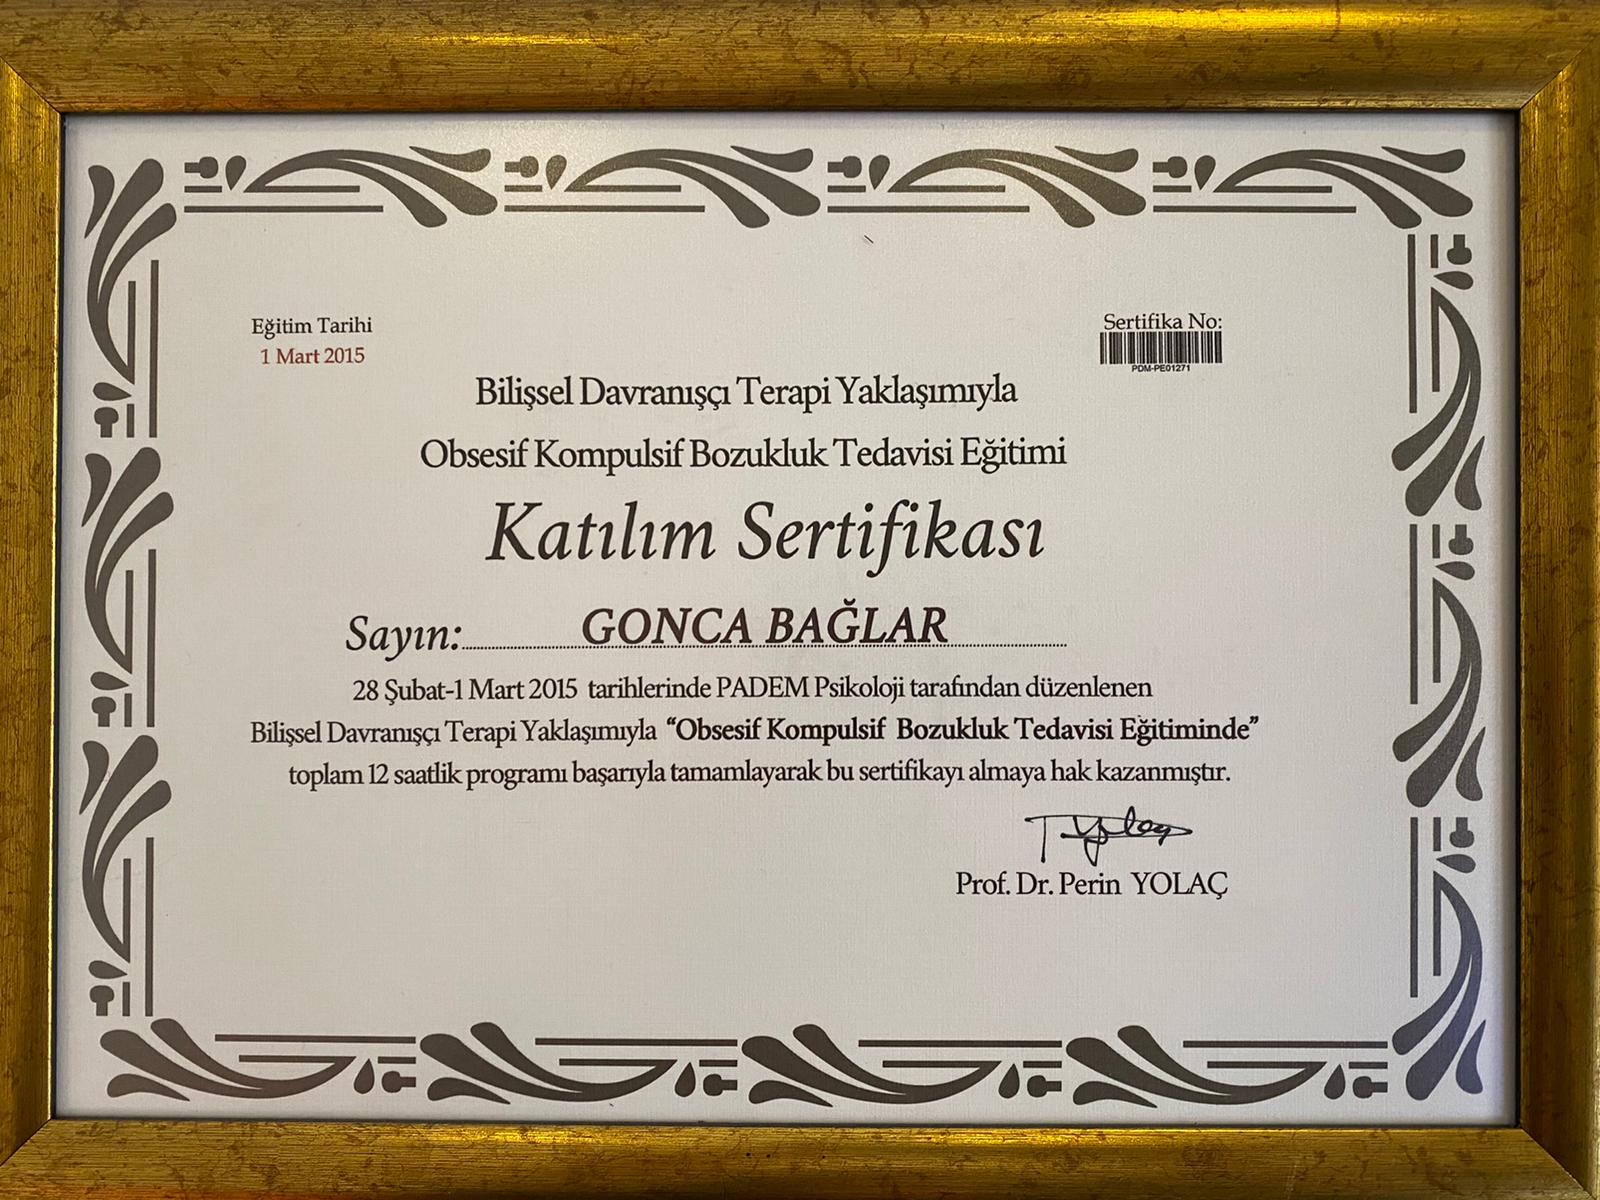 Eğitim Tarihi
1 Mart 2015
Sertifika No:
PDM-PE01271
Bilişsel Davranışçı Terapi Yaklaşımıyla
Obsesif Kompulsif Bozukluk Tedavisi Eğitimi
Katılım Sertifikası
Sayın: GONCA BAĞLAR
28 Şubat-1 Mart 2015 tarihlerinde PADEM Psikoloji tarafından düzenlenen
Bilişsel Davranışçı Terapi Yaklaşımıyla “Obsesif Kompulsif Bozukluk Tedavisi Eğitiminde”
toplam 12 saatlik programı başarıyla tamamlayarak bu sertifikayı almaya hak kazanmıştır.
Prof. Dr. Perin YOLAÇ